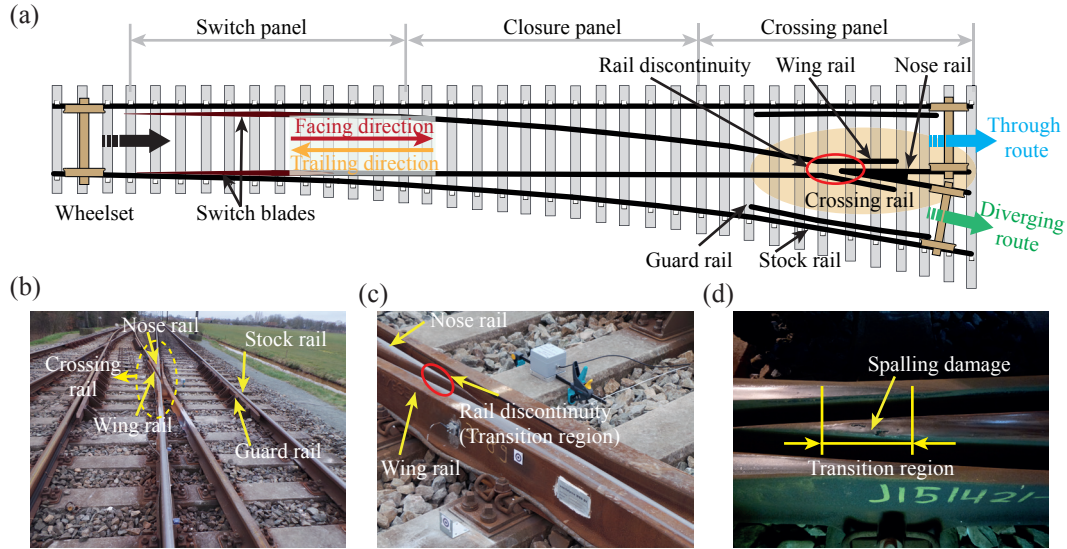 (a)
Switch panel
Closure panel
Crossing panel
Rail discontinuity
Wing rail
Nose rail
Facing direction
Trailing direction
Through
route
Wheelset
Switch blades
Crossing rail
Guard rail
Stock rail
Diverging
route
(b)
Nose rail
Stock rail
Crossing
rail
Wing rail
Guard rail
(c)
Nose rail
Rail discontinuity
(Transition region)
Wing rail
(d)
Spalling damage
Transition region